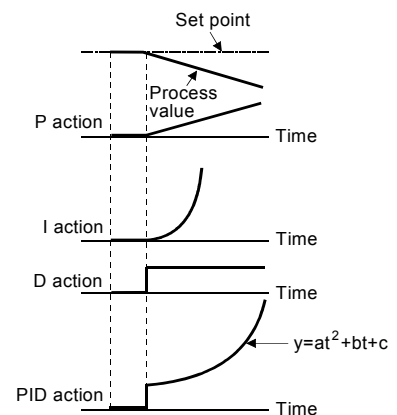 Set point
Process
value
P action
Time
I action
Time
D action
Time
y=at²+bt+c
PID action
Time